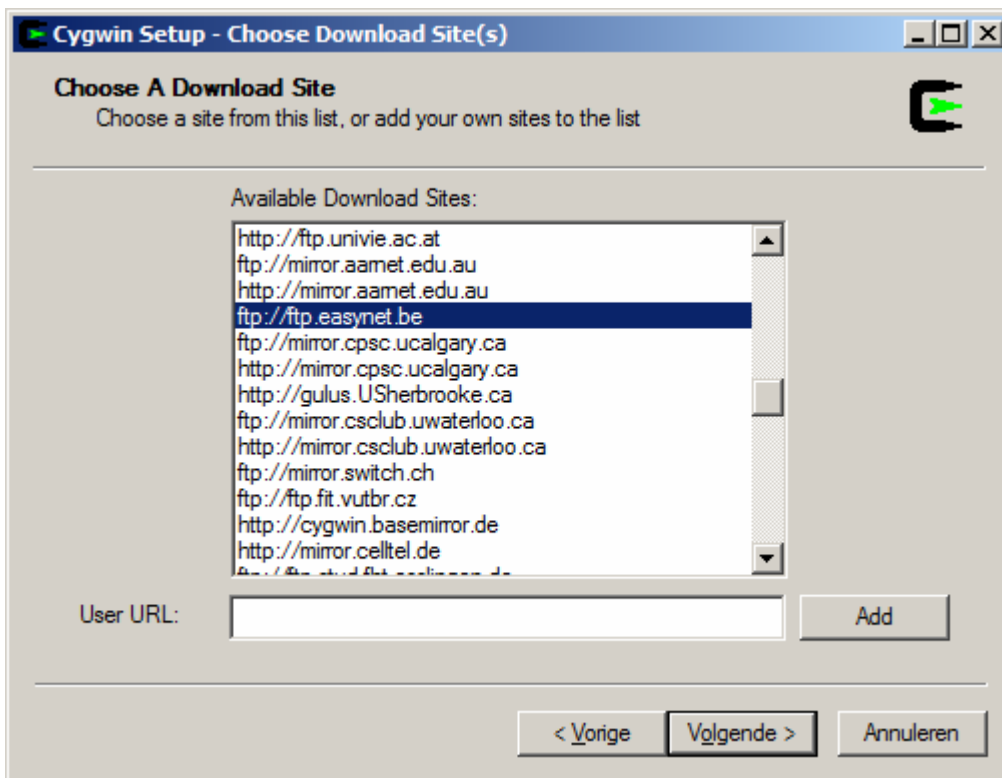 Cygwin Setup - Choose Download Site(s)
Choose A Download Site
Choose a site from this list, or add your own sites to the list
Available Download Sites:
http://ftp.univie.ac.at
ftp://mirror.aarnet.edu.au
http://mirror.aarnet.edu.au
ftp://ftp.easynet.be
ftp://mirror.cpsc.ucalgary.ca
http://mirror.cpsc.ucalgary.ca
http://gulus.USherbrooke.ca
ftp://mirror.csclub.uwaterloo.ca
http://mirror.csclub.uwaterloo.ca
ftp://mirror.switch.ch
ftp://ftp.fit.vutbr.cz
http://cygwin.basemirror.de
http://mirror.celltel.de
User URL:
Add
< Vorige
Volgende >
Annuleren